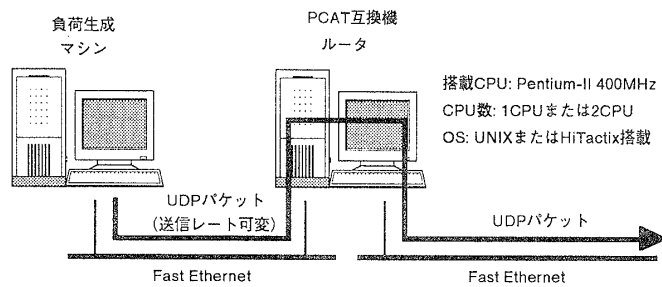 負荷生成
マシン
PCAT互換機
ルータ
搭載CPU: Pentium-II 400MHz
CPU数: 1CPUまたは2CPU
OS: UNIXまたはHiTactix搭載
UDPパケット
(送信レート可変)
UDPパケット
Fast Ethernet
Fast Ethernet